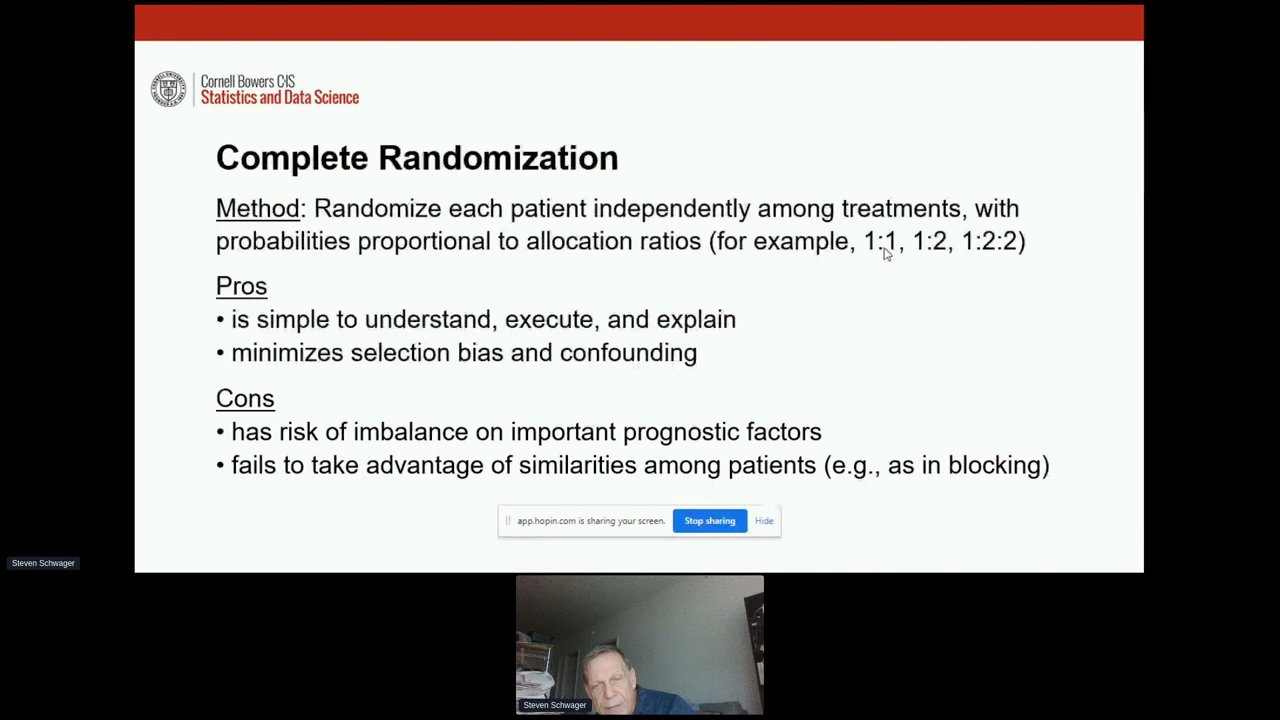 Cornell Bowers C·IS
Statistics and Data Science
Complete Randomization
Method: Randomize each patient independently among treatments, with
probabilities proportional to allocation ratios (for example, 1:1, 1:2, 1:2:2)
Pros
• is simple to understand, execute, and explain
• minimizes selection bias and confounding
Cons
• has risk of imbalance on important prognostic factors
• fails to take advantage of similarities among patients (e.g., as in blocking)
app.hopin.com is sharing your screen. Stop sharing Hide
Steven Schwager
Steven Schwager